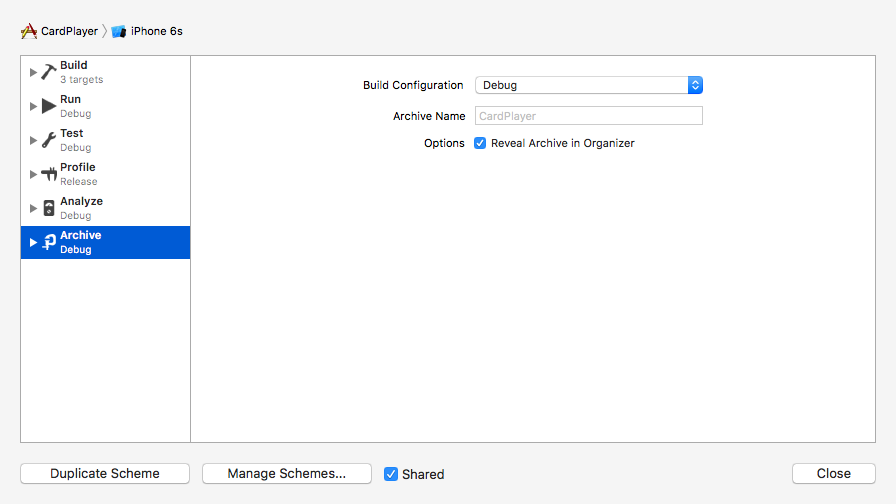 CardPlayer iPhone 6s
Build
3 targets
Run
Debug
Test
Debug
Profile
Release
Analyze
Debug
Archive
Debug
Build Configuration Debug
Archive Name CardPlayer
Options Reveal Archive in Organizer
Duplicate Scheme Manage Schemes... Shared Close